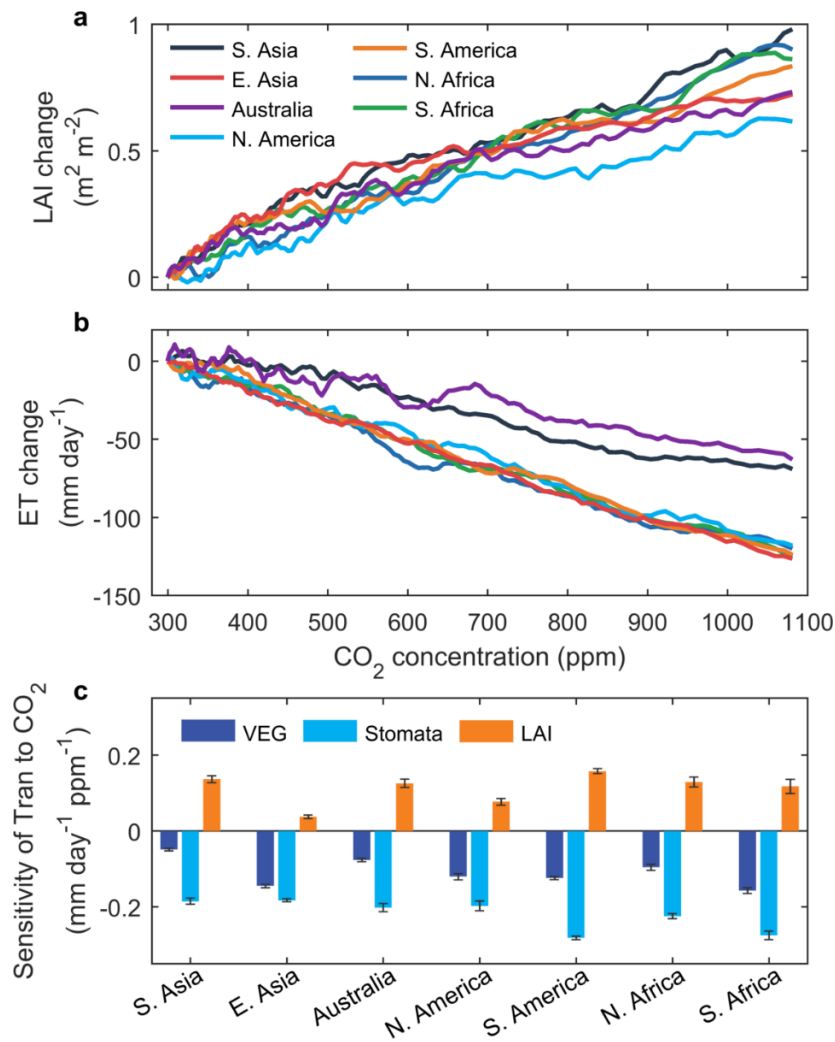 a
LAI change
(m² m⁻²)
1
0.5
0
S. Asia
E. Asia
Australia
N. America
S. America
N. Africa
S. Africa
b
ET change
(mm day⁻¹)
0
-50
-100
-150
300 400 500 600 700 800 900 1000 1100
CO₂ concentration (ppm)
c
Sensitivity of Tran to CO₂
(mm day⁻¹ ppm⁻¹)
0.2
0
-0.2
VEG Stomata LAI
S. Asia E. Asia Australia N. America S. America N. Africa S. Africa